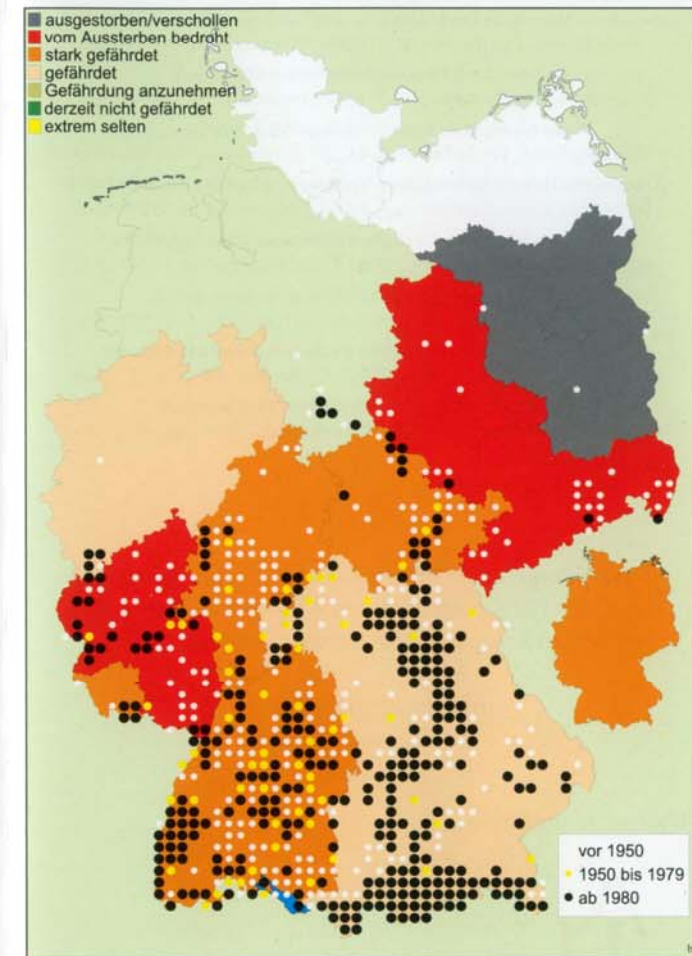 ausgestorben/verschollen
vom Aussterben bedroht
stark gefährdet
gefährdet
Gefährdung anzunehmen
derzeit nicht gefährdet
extrem selten
vor 1950
1950 bis 1979
ab 1980